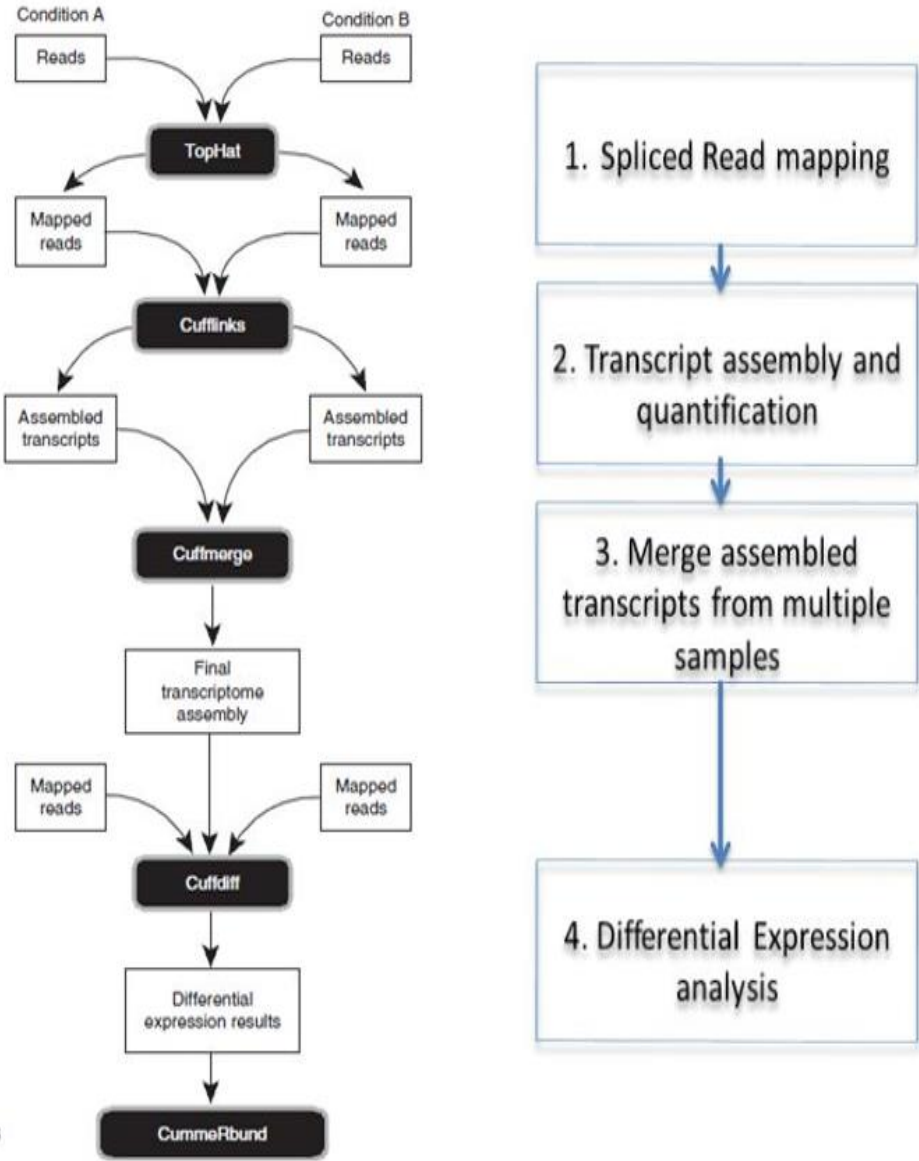 Condition A
Condition B
Reads
Reads
TopHat
Mapped
reads
Mapped
reads
Cufflinks
Assembled
transcripts
Assembled
transcripts
Cuffmerge
Final
transcriptome
assembly
Mapped
reads
Mapped
reads
Cuffdiff
Differential
expression results
CummeRbund
1. Spliced Read mapping
2. Transcript assembly and
quantification
3. Merge assembled
transcripts from multiple
samples
4. Differential Expression
analysis